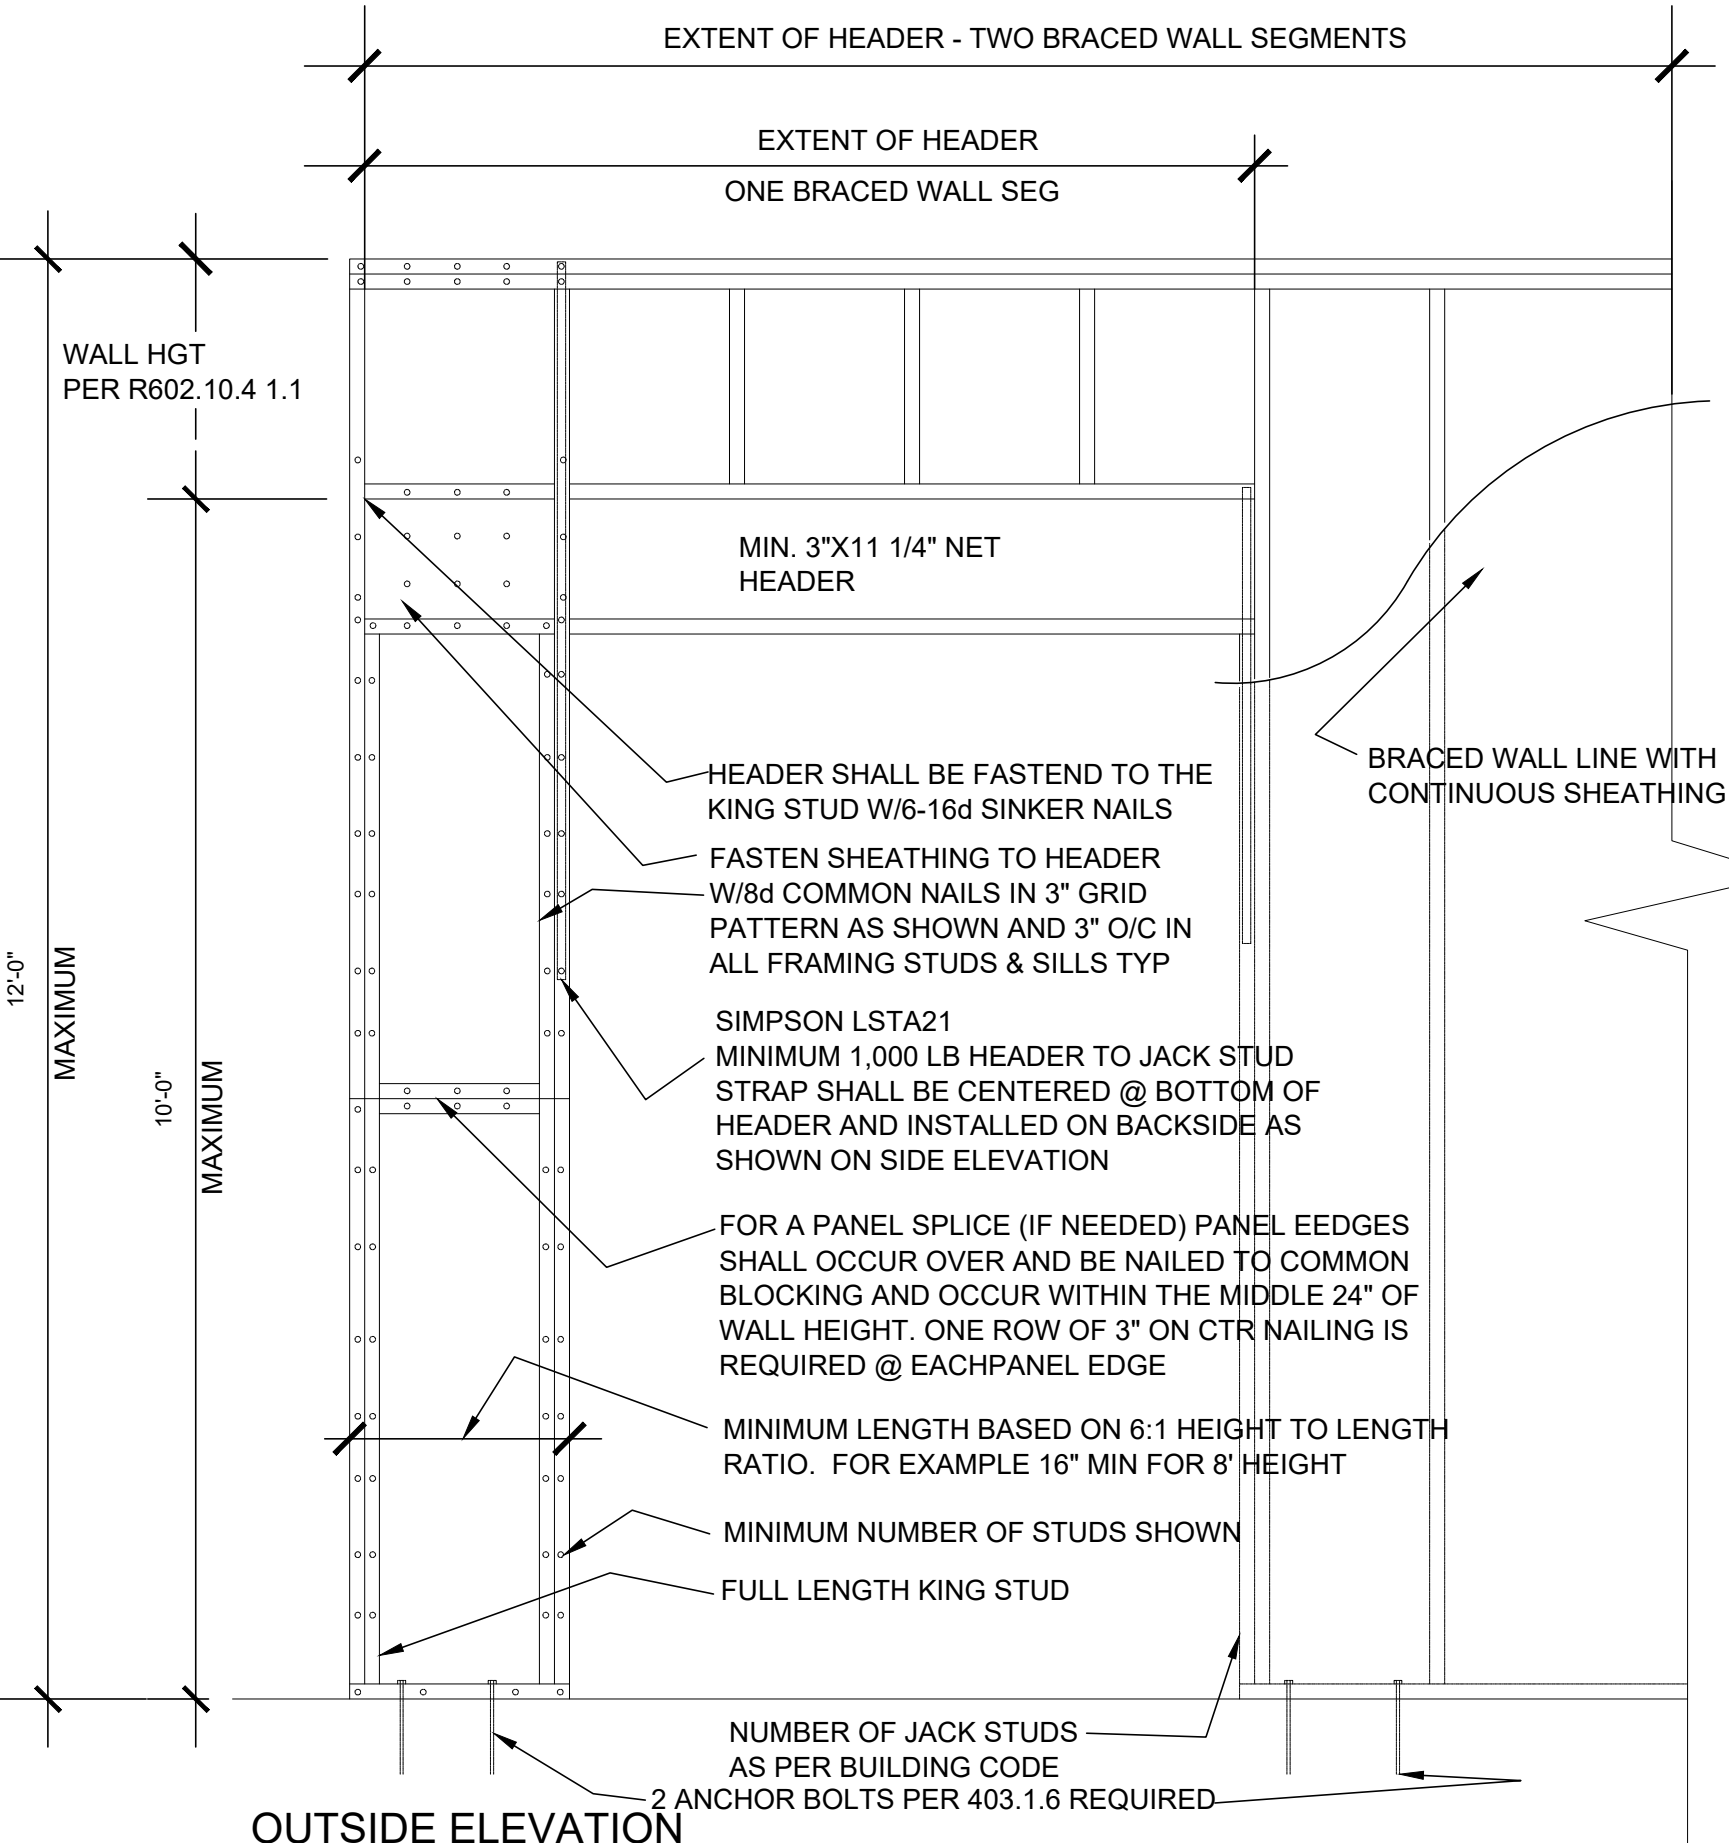 EXTENT OF HEADER - TWO BRACED WALL SEGMENTS
EXTENT OF HEADER
ONE BRACED WALL SEG
WALL HGT
PER R602.10.4 1.1
MIN. 3"X11 1/4" NET
HEADER
HEADER SHALL BE FASTEND TO THE
KING STUD W/6-16d SINKER NAILS
BRACED WALL LINE WITH
CONTINUOUS SHEATHING
FASTEN SHEATHING TO HEADER
W/8d COMMON NAILS IN 3" GRID
PATTERN AS SHOWN AND 3" O/C IN
ALL FRAMING STUDS & SILLS TYP
12'-0"
MAXIMUM
10'-0"
MAXIMUM
SIMPSON LSTA21
MINIMUM 1,000 LB HEADER TO JACK STUD
STRAP SHALL BE CENTERED @ BOTTOM OF
HEADER AND INSTALLED ON BACKSIDE AS
SHOWN ON SIDE ELEVATION
FOR A PANEL SPLICE (IF NEEDED) PANEL EEDGES
SHALL OCCUR OVER AND BE NAILED TO COMMON
BLOCKING AND OCCUR WITHIN THE MIDDLE 24" OF
WALL HEIGHT. ONE ROW OF 3" ON CTR NAILING IS
REQUIRED @ EACHPANEL EDGE
MINIMUM LENGTH BASED ON 6:1 HEIGHT TO LENGTH
RATIO.  FOR EXAMPLE 16" MIN FOR 8' HEIGHT
MINIMUM NUMBER OF STUDS SHOWN
FULL LENGTH KING STUD
NUMBER OF JACK STUDS
AS PER BUILDING CODE
2 ANCHOR BOLTS PER 403.1.6 REQUIRED
OUTSIDE ELEVATION